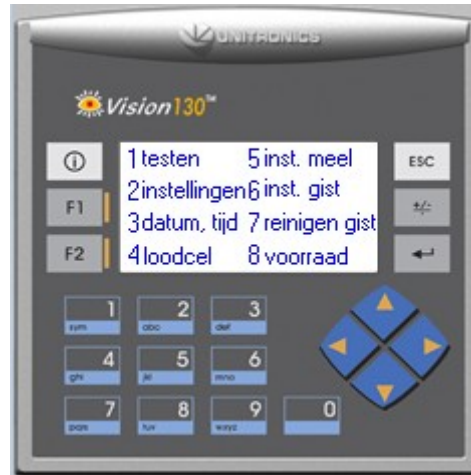 UNITRONICS
Vision130™
1 testen 5 inst. meel
2 instellingen 6 inst. gist
3 datum, tijd 7 reinigen gist
4 loodcel 8 voorraad
i
ESC
F1
+/-
F2
1 2 3
sym abc def
4 5 6
ghi jkl mno
7 8 9 0
pqrs tuv wxyz